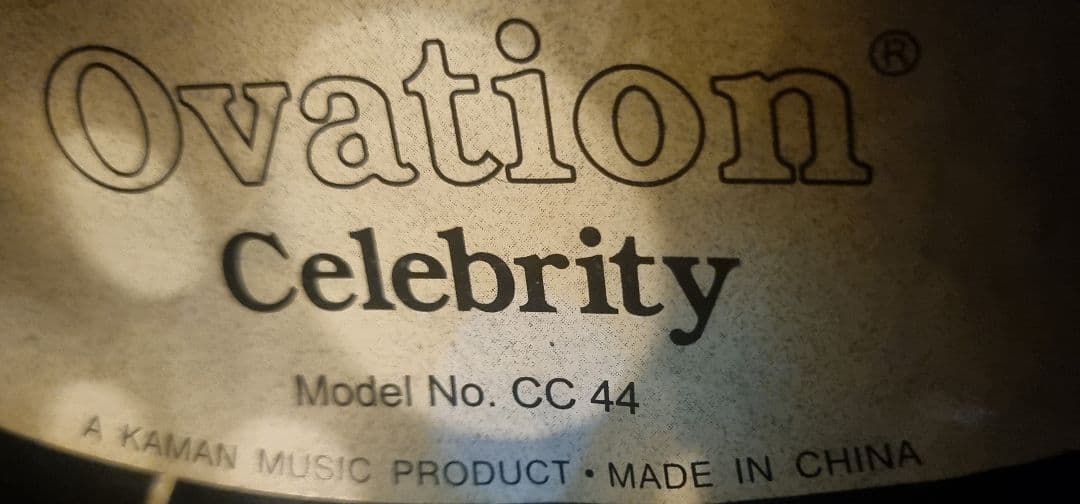 Ovation®
Celebrity
Model No. CC 44
A KAMAN MUSIC PRODUCT • MADE IN CHINA